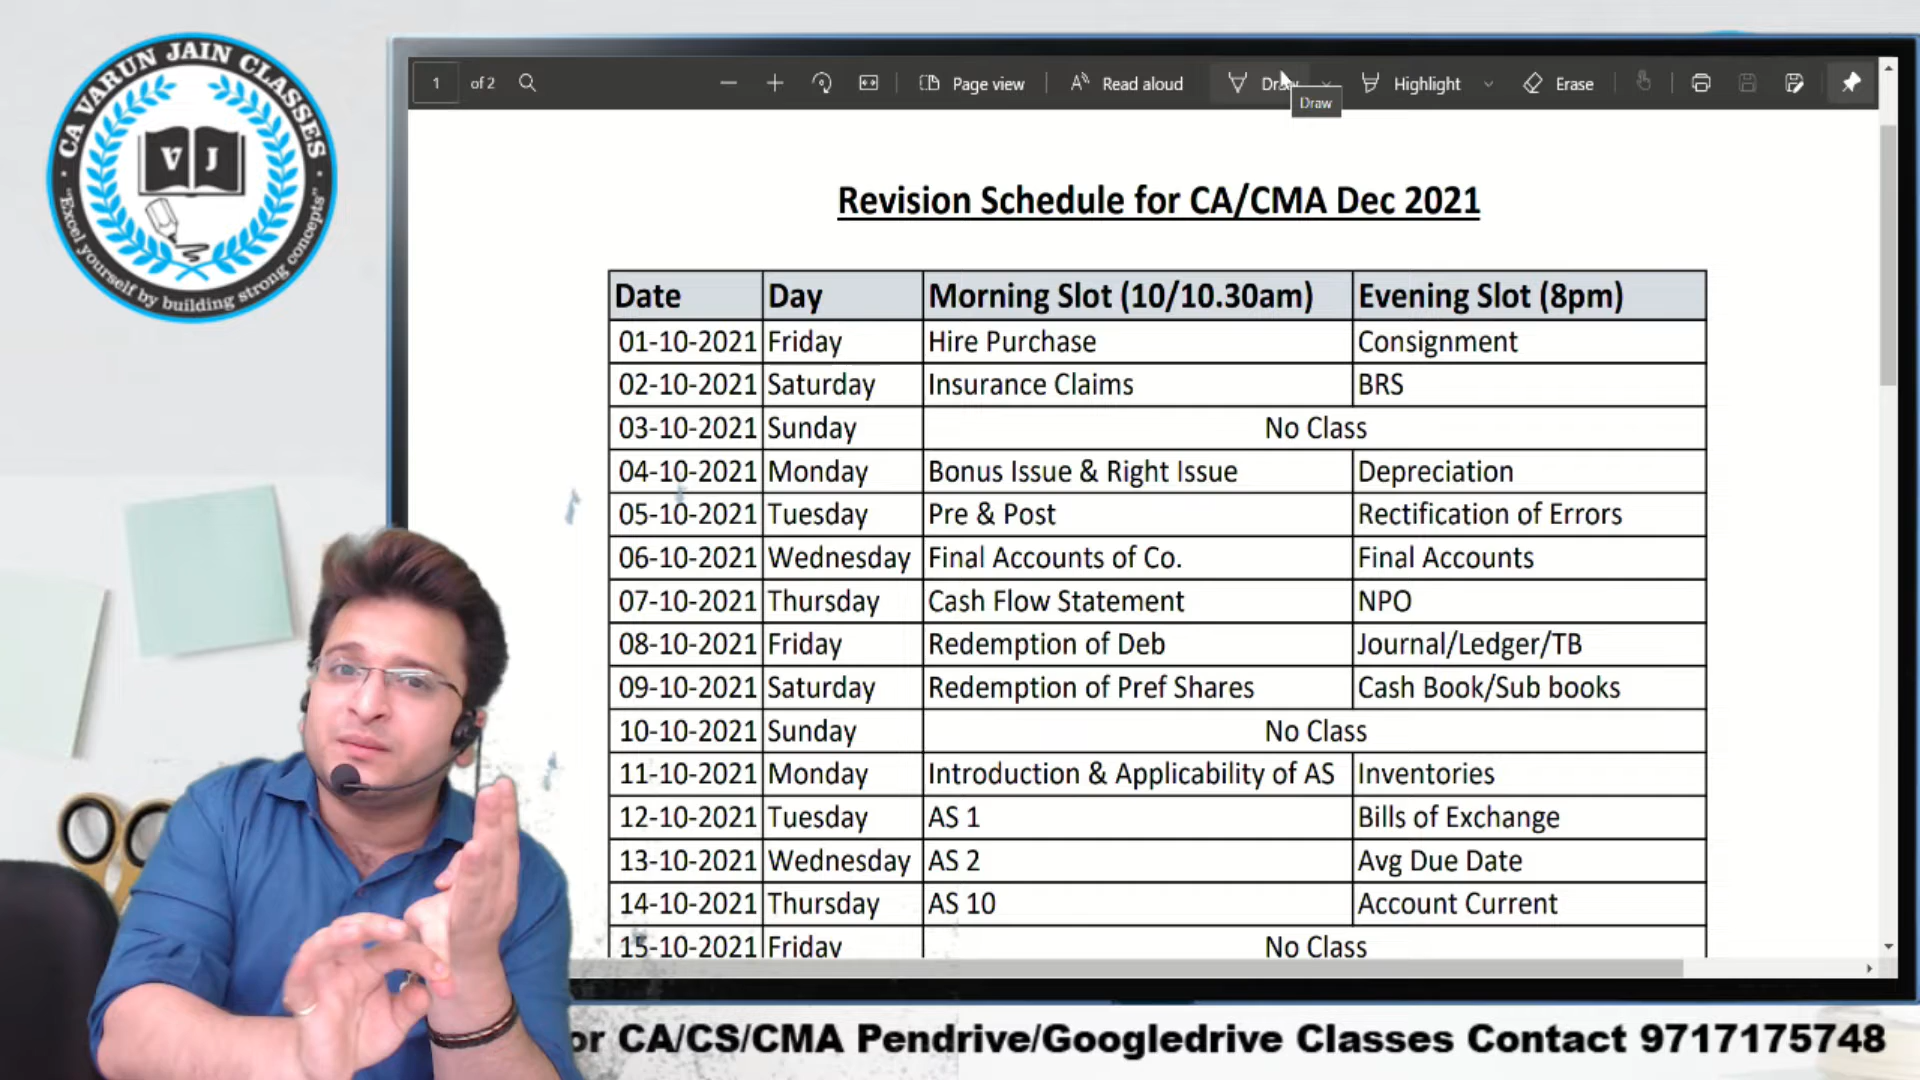 · CA VARUN JAIN CLASSES ·
V J
"Excel yourself by building strong concepts"
1 of 2 Page view Read aloud Draw Highlight Erase
Draw
Revision Schedule for CA/CMA Dec 2021
Date Day Morning Slot (10/10.30am) Evening Slot (8pm)
01-10-2021 Friday Hire Purchase Consignment
02-10-2021 Saturday Insurance Claims BRS
03-10-2021 Sunday No Class
04-10-2021 Monday Bonus Issue & Right Issue Depreciation
05-10-2021 Tuesday Pre & Post Rectification of Errors
06-10-2021 Wednesday Final Accounts of Co. Final Accounts
07-10-2021 Thursday Cash Flow Statement NPO
08-10-2021 Friday Redemption of Deb Journal/Ledger/TB
09-10-2021 Saturday Redemption of Pref Shares Cash Book/Sub books
10-10-2021 Sunday No Class
11-10-2021 Monday Introduction & Applicability of AS Inventories
12-10-2021 Tuesday AS 1 Bills of Exchange
13-10-2021 Wednesday AS 2 Avg Due Date
14-10-2021 Thursday AS 10 Account Current
15-10-2021 Friday No Class
or CA/CS/CMA Pendrive/Googledrive Classes Contact 9717175748